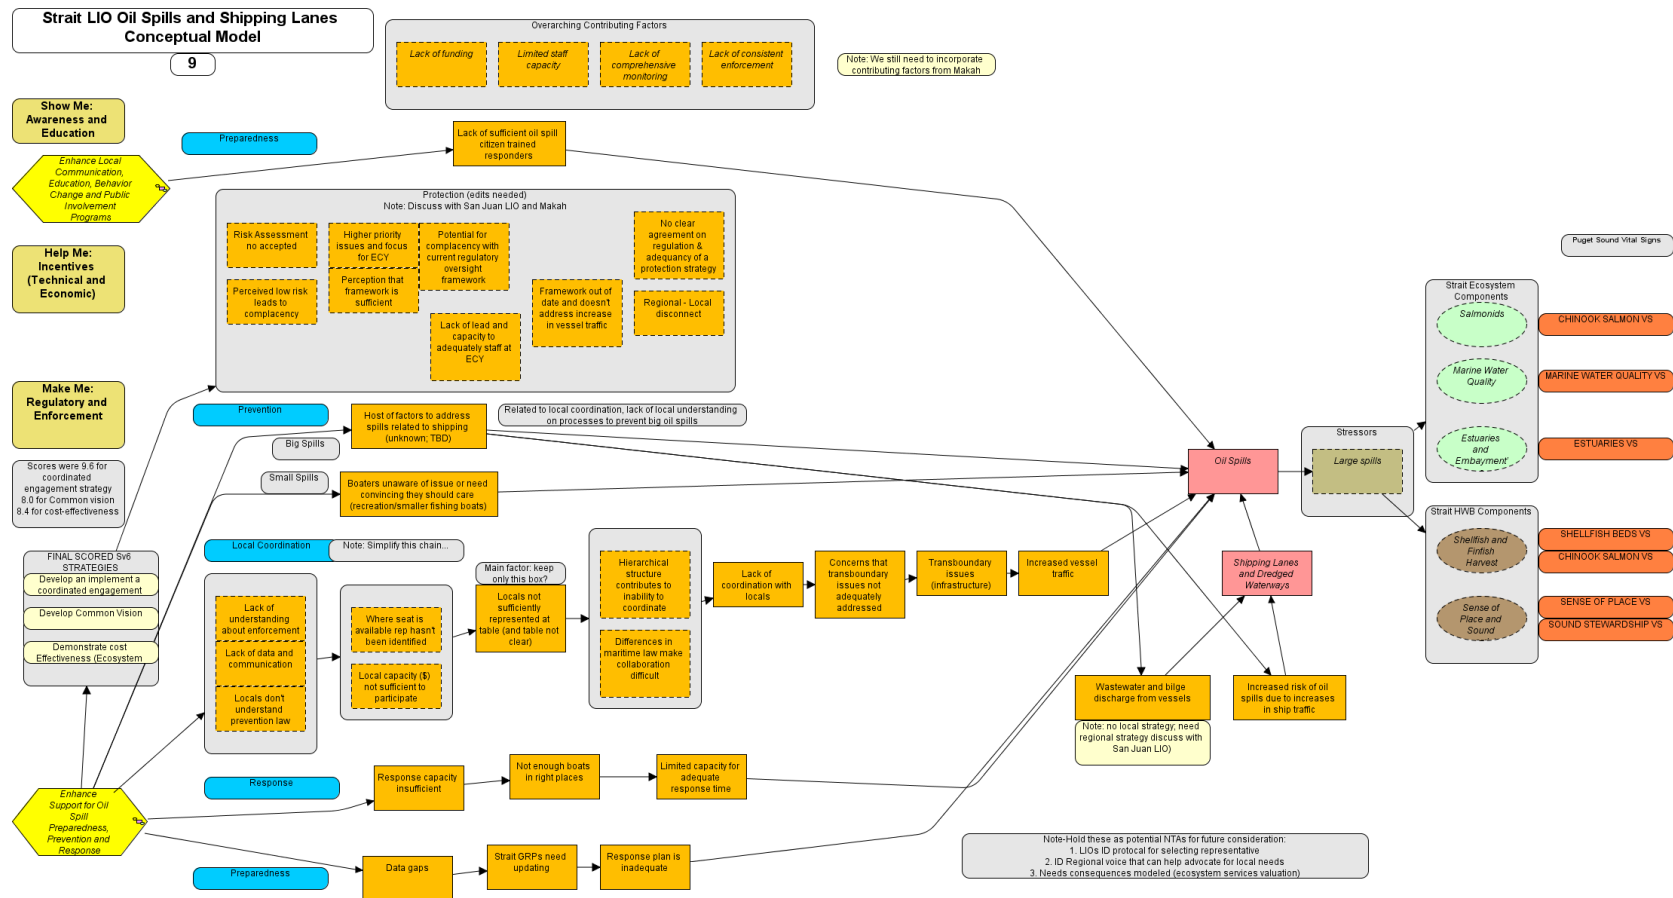 Strait LIO Oil Spills and Shipping Lanes
Conceptual Model
9
Overarching Contributing Factors
Lack of funding
Limited staff
capacity
Lack of
comprehensive
monitoring
Lack of consistent
enforcement
Note: We still need to incorporate
contributing factors from Makah
Show Me:
Awareness and
Education
Preparedness
Lack of sufficient oil spill
citizen trained
responders
Enhance Local
Communication,
Education, Behavior
Change and Public
Involvement
Programs
Protection (edits needed)
Note: Discuss with San Juan LIO and Makah
Risk Assessment
no accepted
Higher priority
issues and focus
for ECY
Potential for
complacency with
current regulatory
oversight
framework
No clear
agreement on
regulation &
adequancy of a
protection strategy
Perceived low risk
leads to
complacency
Perception that
framework is
sufficient
Framework out of
date and doesn't
address increase
in vessel traffic
Regional - Local
disconnect
Lack of lead and
capacity to
adequately staff at
ECY
Help Me:
Incentives
(Technical and
Economic)
Puget Sound Vital Signs
Strait Ecosystem
Components
Salmonids
CHINOOK SALMON VS
Marine Water
Quality
MARINE WATER QUALITY VS
Estuaries
and
Embayment'
ESTUARIES VS
Make Me:
Regulatory and
Enforcement
Prevention
Host of factors to address
spills related to shipping
(unknown; TBD)
Related to local coordination, lack of local understanding
on processes to prevent big oil spills
Big Spills
Small Spills
Boaters unaware of issue or need
convincing they should care
(recreation/smaller fishing boats)
Oil Spills
Stressors
Large spills
Scores were 9.6 for
coordinated
engagement strategy
8.0 for Common vision
8.4 for cost-effectiveness
Strait HWB Components
Shellfish and
Finfish
Harvest
SHELLFISH BEDS VS
CHINOOK SALMON VS
Sense of
Place and
Sound
SENSE OF PLACE VS
SOUND STEWARDSHIP VS
FINAL SCORED Sv6
STRATEGIES
Develop an implement a
coordinated engagement
Develop Common Vision
Demonstrate cost
Effectiveness (Ecosystem
Local Coordination
Note: Simplify this chain...
Main factor: keep
only this box?
Lack of
understanding
about enforcement
Lack of data and
communication
Locals don't
understand
prevention law
Where seat is
available rep hasn't
been identified
Local capacity ($)
not sufficient to
participate
Locals not
sufficiently
represented at
table (and table not
clear)
Hierarchical
structure
contributes to
inability to
coordinate
Differences in
maritime law make
collaboration
difficult
Lack of
coordination with
locals
Concerns that
transboundary
issues not
adequately
addressed
Transboundary
issues
(infrastructure)
Increased vessel
traffic
Shipping Lanes
and Dredged
Waterways
Wastewater and bilge
discharge from vessels
Note: no local strategy; need
regional strategy discuss with
San Juan LIO)
Increased risk of oil
spills due to increases
in ship traffic
Enhance
Support for Oil
Spill
Preparedness,
Prevention and
Response
Response
Response capacity
insufficient
Not enough boats
in right places
Limited capacity for
adequate
response time
Preparedness
Data gaps
Strait GRPs need
updating
Response plan is
inadequate
Note-Hold these as potential NTAs for future consideration:
1. LIOs ID protocal for selecting representative
2. ID Regional voice that can help advocate for local needs
3. Needs consequences modeled (ecosystem services valuation)